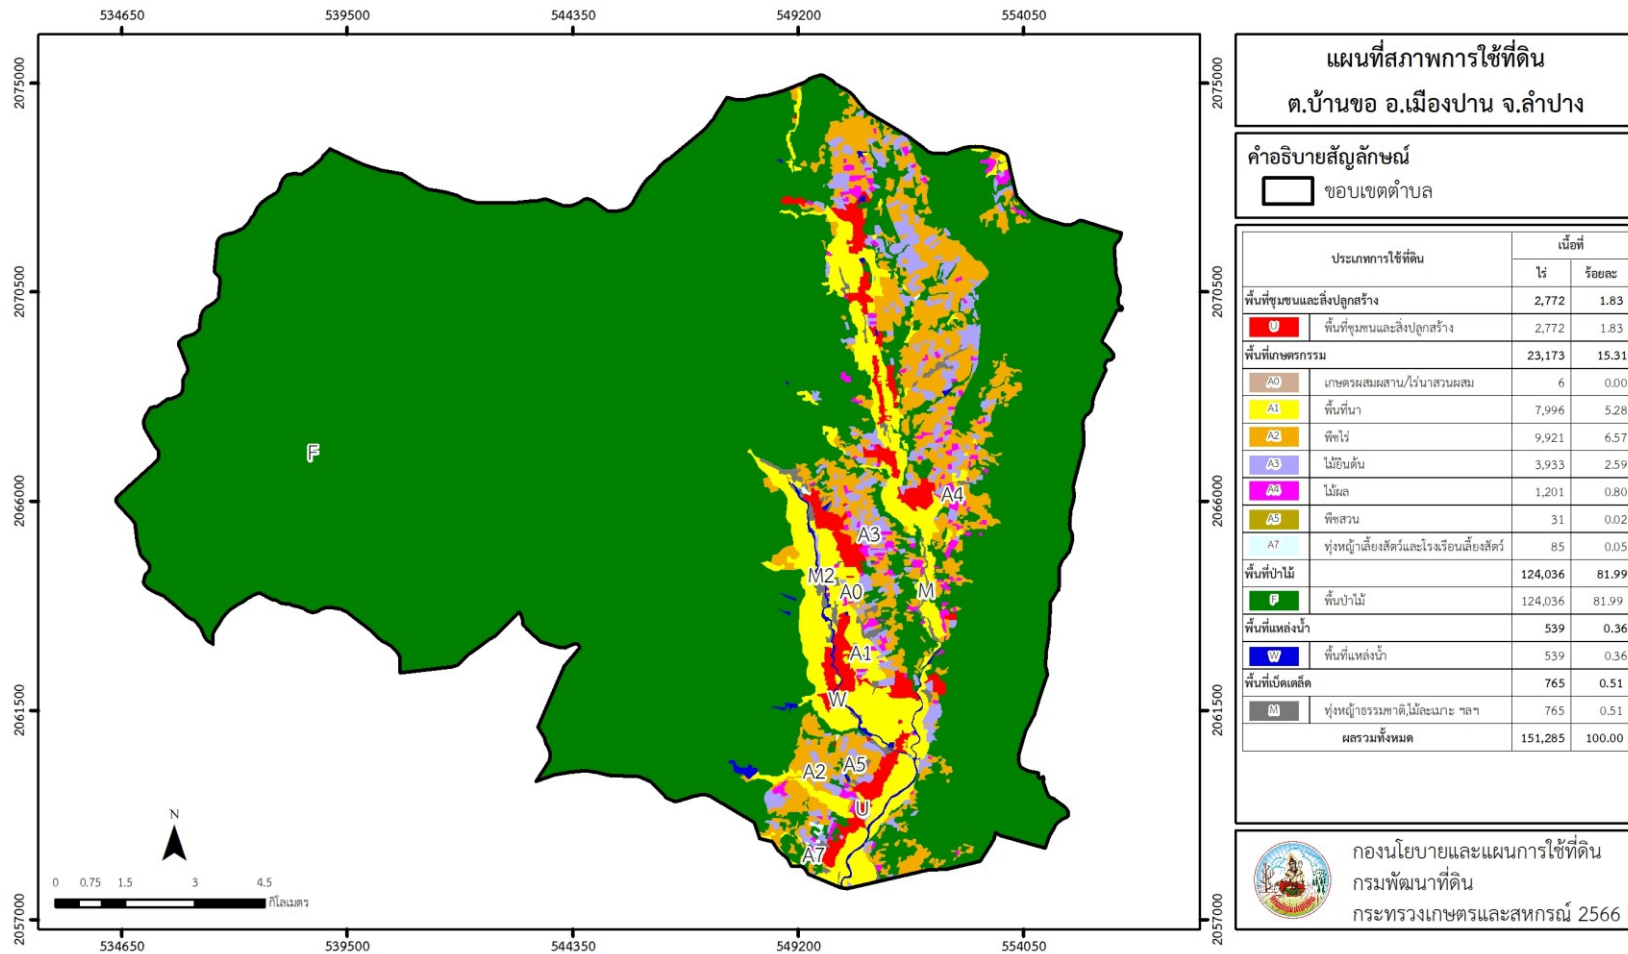 534650 539500 544350 549200 554050
2075000 2075000
2070500 2070500
2066000 2066000
2061500 2061500
2057000 2057000
F
A4
A3
M2
A0
M
A1
W
A2
A5
U
A7
N
0 0.75 1.5 3 4.5
กิโลเมตร
534650 539500 544350 549200 554050
แผนที่สภาพการใช้ที่ดิน
ต.บ้านขอ อ.เมืองปาน จ.ลำปาง
คำอธิบายสัญลักษณ์
ขอบเขตตำบล
ประเภทการใช้ที่ดิน เนื้อที่
ไร่ ร้อยละ
พื้นที่ชุมชนและสิ่งปลูกสร้าง 2,772 1.83
U พื้นที่ชุมชนและสิ่งปลูกสร้าง 2,772 1.83
พื้นที่เกษตรกรรม 23,173 15.31
A0 เกษตรผสมผสาน/ไร่นาสวนผสม 6 0.00
A1 พื้นที่นา 7,996 5.28
A2 พืชไร่ 9,921 6.57
A3 ไม้ยืนต้น 3,933 2.59
A4 ไม้ผล 1,201 0.80
A5 พืชสวน 31 0.02
A7 ทุ่งหญ้าเลี้ยงสัตว์และโรงเรือนเลี้ยงสัตว์ 85 0.05
พื้นที่ป่าไม้ 124,036 81.99
F พื้นป่าไม้ 124,036 81.99
พื้นที่แหล่งน้ำ 539 0.36
W พื้นที่แหล่งน้ำ 539 0.36
พื้นที่เบ็ดเตล็ด 765 0.51
M ทุ่งหญ้าธรรมชาติ,ไม้ละเมาะ ฯลฯ 765 0.51
ผลรวมทั้งหมด 151,285 100.00
กองนโยบายและแผนการใช้ที่ดิน
กรมพัฒนาที่ดิน
กระทรวงเกษตรและสหกรณ์ 2566